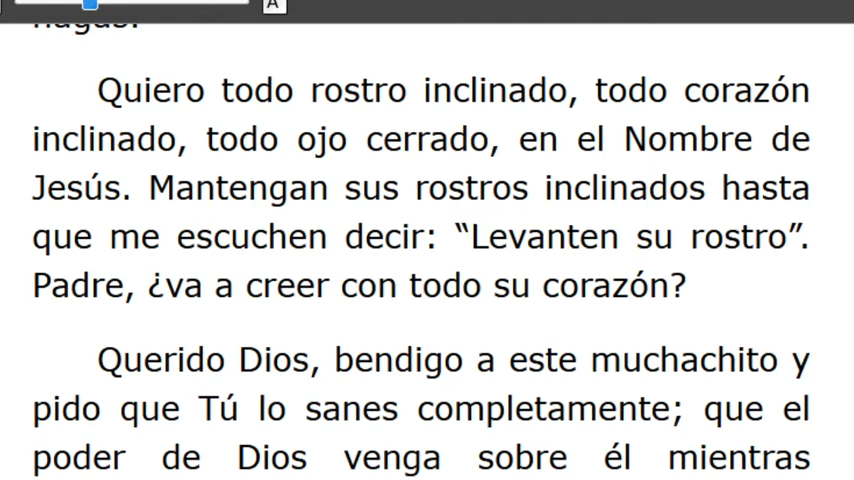 Quiero todo rostro inclinado, todo corazón
inclinado, todo ojo cerrado, en el Nombre de
Jesús. Mantengan sus rostros inclinados hasta
que me escuchen decir: “Levanten su rostro”.
Padre, ¿va a creer con todo su corazón?
Querido Dios, bendigo a este muchachito y
pido que Tú lo sanes completamente; que el
poder de Dios venga sobre él mientras